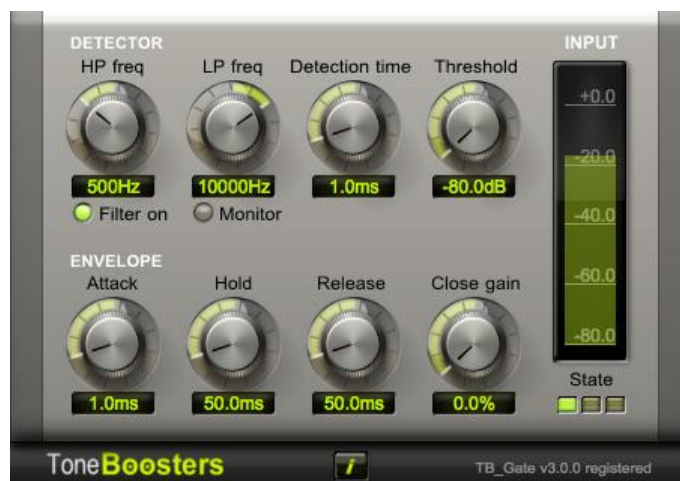 DETECTOR INPUT
HP freq LP freq Detection time Threshold
+0.0
-20.0
500Hz 10000Hz 1.0ms -80.0dB
Filter on Monitor
-40.0
ENVELOPE
Attack Hold Release Close gain
-60.0
-80.0
State
1.0ms 50.0ms 50.0ms 0.0%
ToneBoosters i TB_Gate v3.0.0 registered